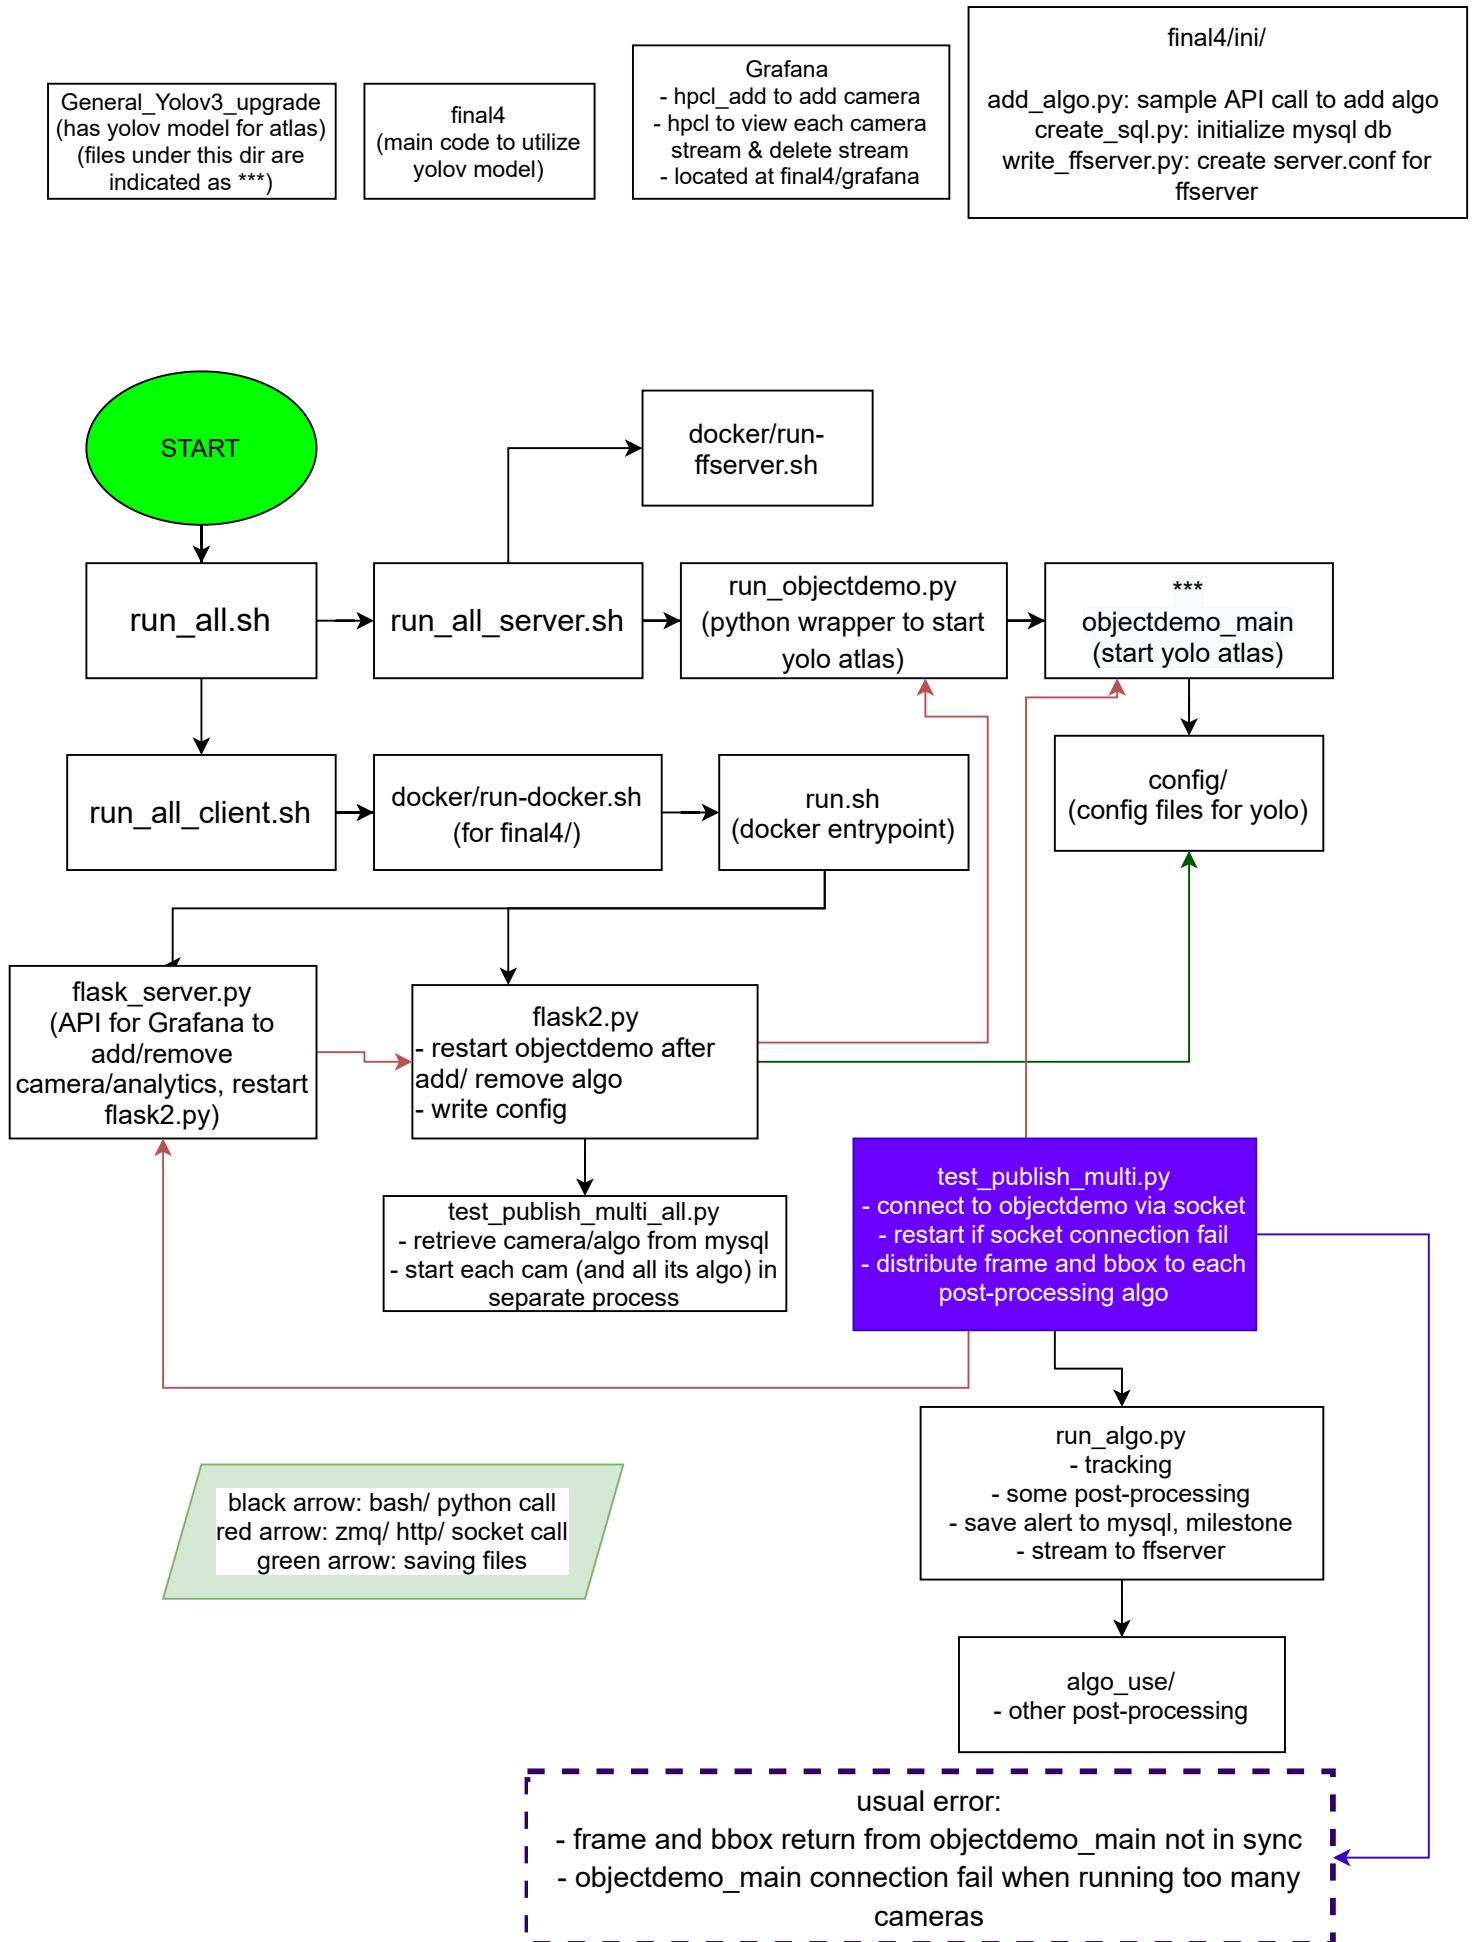 General_Yolov3_upgrade
(has yolov model for atlas)
(files under this dir are
indicated as ***)
final4
(main code to utilize
yolov model)
Grafana
- hpcl_add to add camera
- hpcl to view each camera
stream & delete stream
- located at final4/grafana
final4/ini/
add_algo.py: sample API call to add algo
create_sql.py: initialize mysql db
write_ffserver.py: create server.conf for
ffserver
START
docker/run-
ffserver.sh
run_all.sh
run_all_server.sh
run_objectdemo.py
(python wrapper to start
yolo atlas)
***
objectdemo_main
(start yolo atlas)
run_all_client.sh
docker/run-docker.sh
(for final4/)
run.sh
(docker entrypoint)
config/
(config files for yolo)
flask_server.py
(API for Grafana to
add/remove
camera/analytics, restart
flask2.py)
flask2.py
- restart objectdemo after
add/ remove algo
- write config
test_publish_multi_all.py
- retrieve camera/algo from mysql
- start each cam (and all its algo) in
separate process
test_publish_multi.py
- connect to objectdemo via socket
- restart if socket connection fail
- distribute frame and bbox to each
post-processing algo
run_algo.py
- tracking
- some post-processing
- save alert to mysql, milestone
- stream to ffserver
black arrow: bash/ python call
red arrow: zmq/ http/ socket call
green arrow: saving files
algo_use/
- other post-processing
usual error:
- frame and bbox return from objectdemo_main not in sync
- objectdemo_main connection fail when running too many
cameras